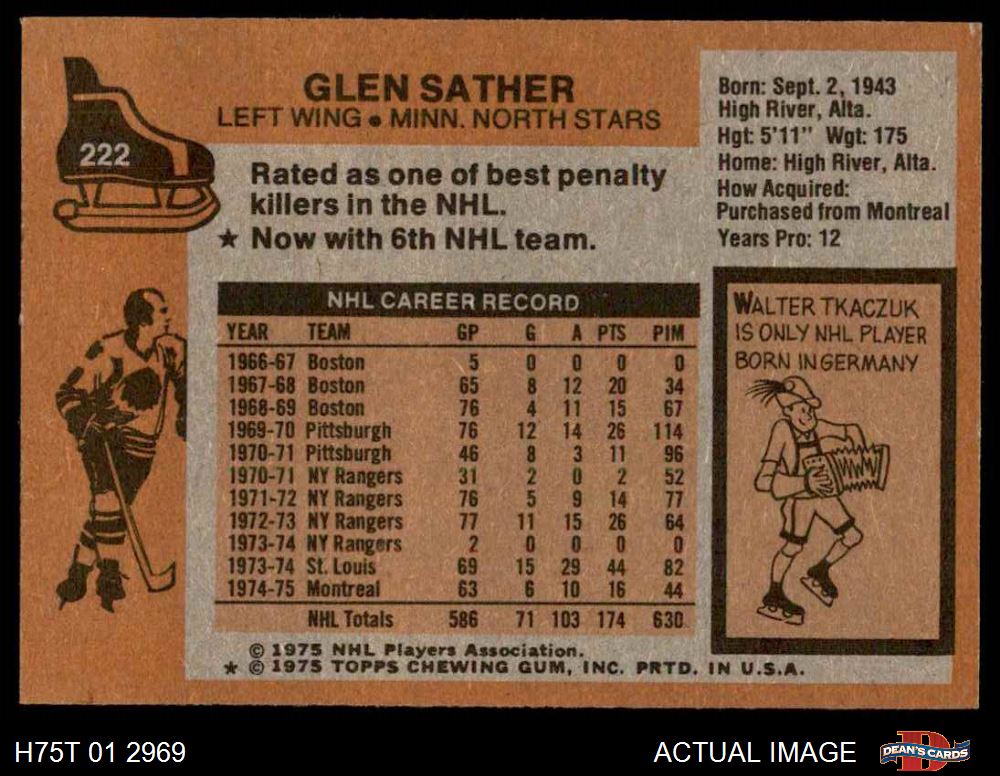 GLEN SATHER
LEFT WING • MINN. NORTH STARS
222
Rated as one of best penalty
killers in the NHL.
★ Now with 6th NHL team.
Born: Sept. 2, 1943
High River, Alta.
Hgt: 5'11" Wgt: 175
Home: High River, Alta.
How Acquired:
Purchased from Montreal
Years Pro: 12
NHL CAREER RECORD
YEAR TEAM GP G A PTS PIM
1966-67 Boston 5 0 0 0 0
1967-68 Boston 65 8 12 20 34
1968-69 Boston 76 4 11 15 67
1969-70 Pittsburgh 76 12 14 26 114
1970-71 Pittsburgh 46 8 3 11 96
1970-71 NY Rangers 31 2 0 2 52
1971-72 NY Rangers 76 5 9 14 77
1972-73 NY Rangers 77 11 15 26 64
1973-74 NY Rangers 2 0 0 0 0
1973-74 St. Louis 69 15 29 44 82
1974-75 Montreal 63 6 10 16 44
NHL Totals 586 71 103 174 630
WALTER TKACZUK
IS ONLY NHL PLAYER
BORN IN GERMANY
© 1975 NHL Players Association.
★ © 1975 TOPPS CHEWING GUM, INC. PRTD. IN U.S.A.
H75T 01 2969
ACTUAL IMAGE
DEAN'S CARDS